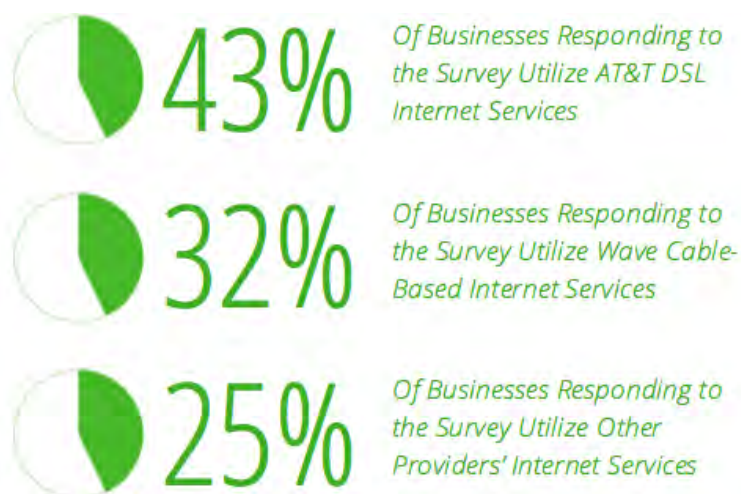 43%
Of Businesses Responding to
the Survey Utilize AT&T DSL
Internet Services
32%
Of Businesses Responding to
the Survey Utilize Wave Cable-
Based Internet Services
25%
Of Businesses Responding to
the Survey Utilize Other
Providers' Internet Services